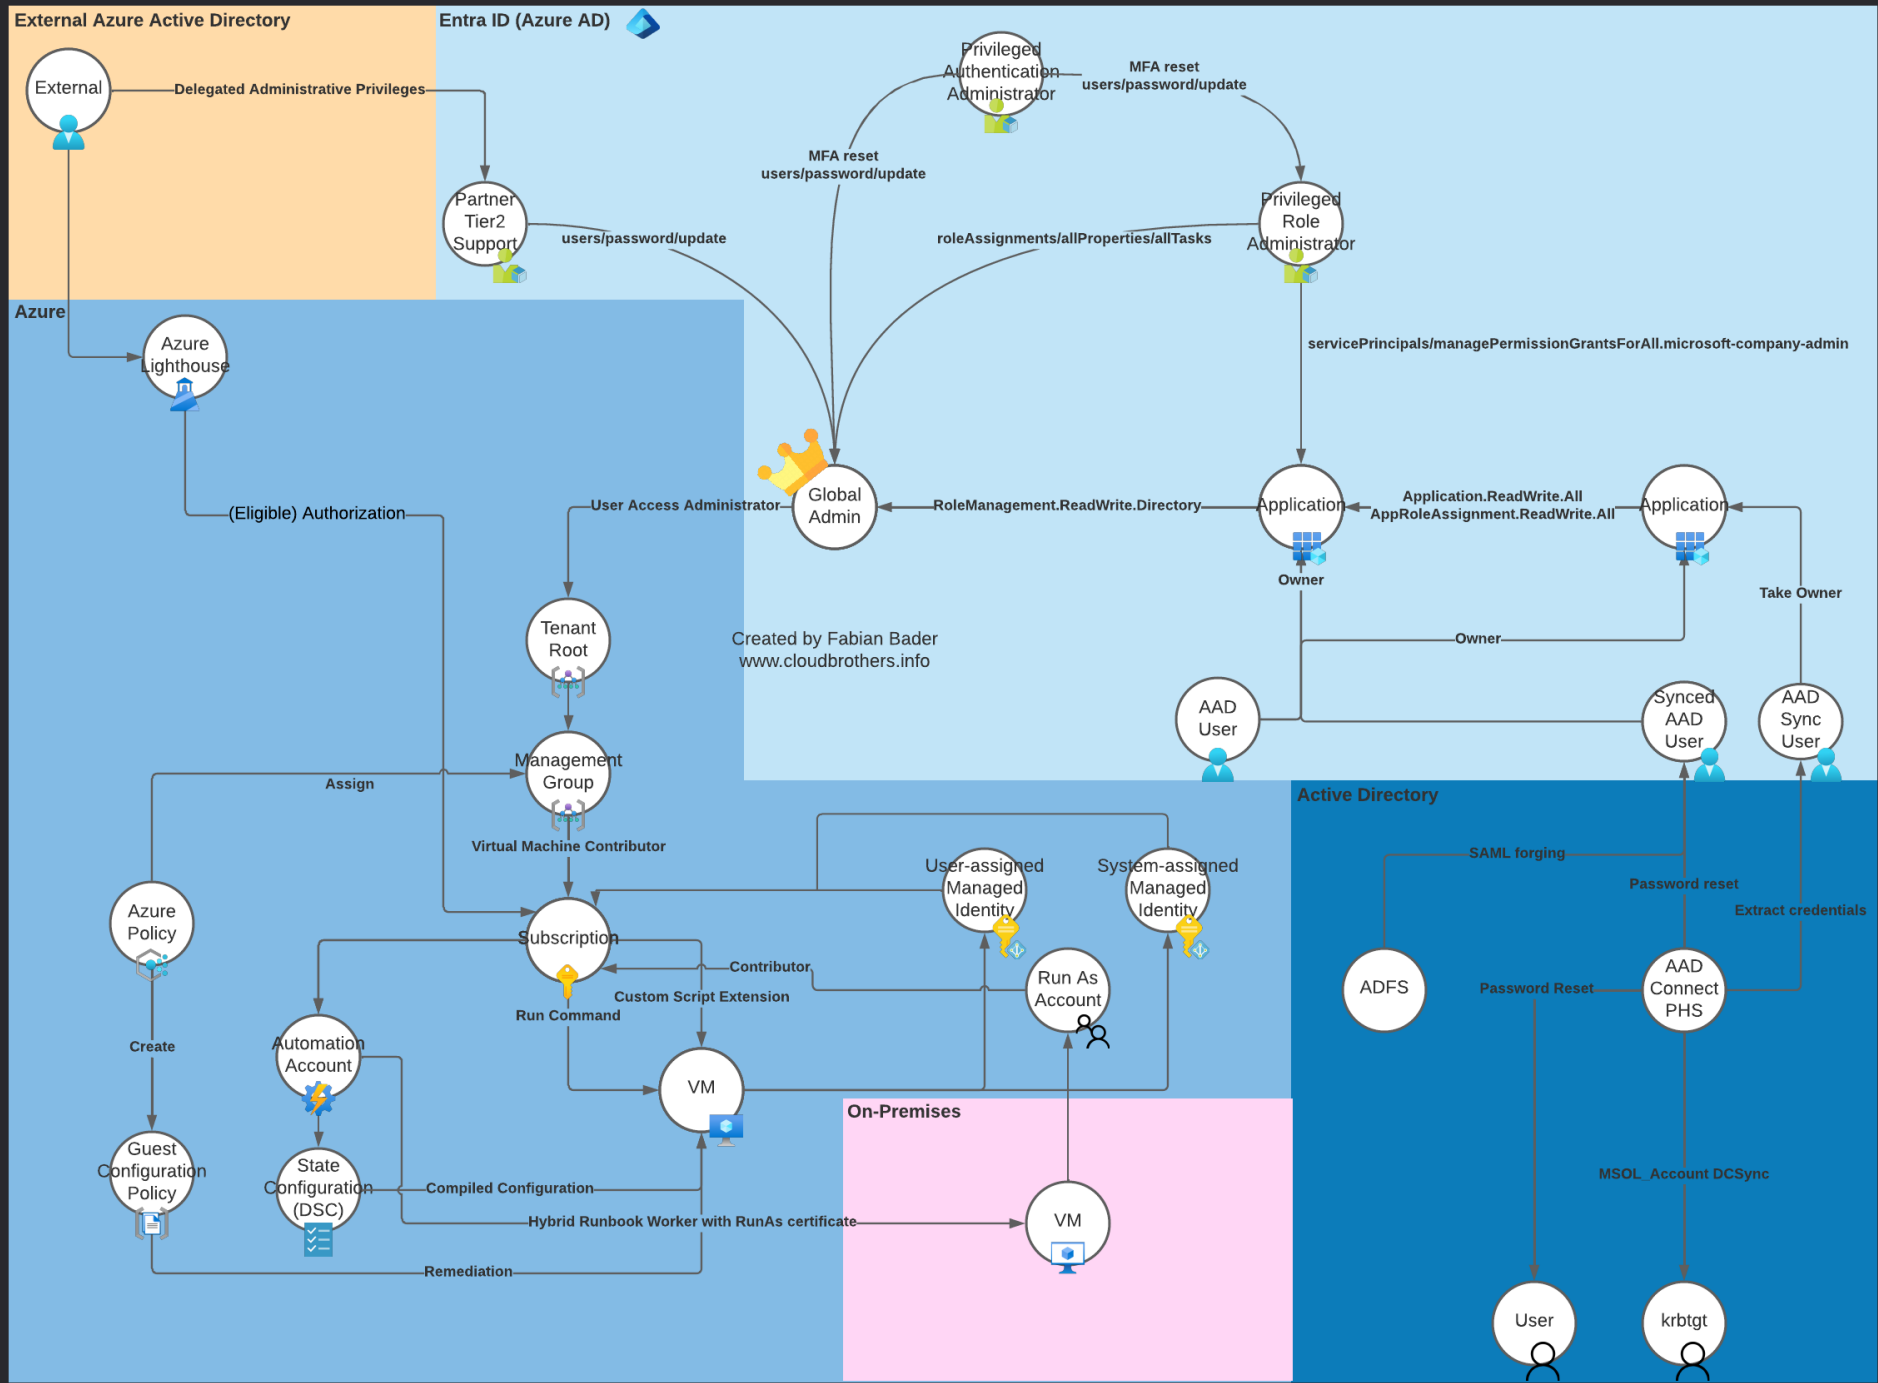 External Azure Active Directory
Entra ID (Azure AD)
External
Delegated Administrative Privileges
Privileged
Authentication
Administrator
MFA reset
users/password/update
MFA reset
users/password/update
Partner
Tier2
Support
users/password/update
roleAssignments/allProperties/allTasks
Privileged
Role
Administrator
Azure
Azure
Lighthouse
servicePrincipals/managePermissionGrantsForAll.microsoft-company-admin
(Eligible) Authorization
User Access Administrator
Global
Admin
RoleManagement.ReadWrite.Directory
Application
Application.ReadWrite.All
AppRoleAssignment.ReadWrite.All
Application
Owner
Take Owner
Owner
Tenant
Root
Created by Fabian Bader
www.cloudbrothers.info
AAD
User
Synced
AAD
User
AAD
Sync
User
Management
Group
Assign
Active Directory
Virtual Machine Contributor
User-assigned
Managed
Identity
System-assigned
Managed
Identity
SAML forging
Password reset
Extract credentials
Azure
Policy
Subscription
Contributor
Run As
Account
Custom Script Extension
Run Command
ADFS
Password Reset
AAD
Connect
PHS
Create
Automation
Account
VM
On-Premises
Guest
Configuration
Policy
State
Configuration
(DSC)
Compiled Configuration
Hybrid Runbook Worker with RunAs certificate
VM
MSOL_Account DCSync
Remediation
User
krbtgt